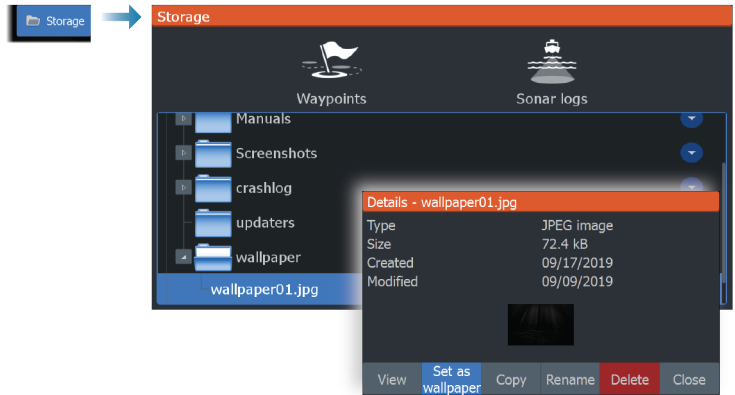 Storage
Storage
Waypoints
Sonar logs
Manuals
Screenshots
crashlog
updaters
wallpaper
wallpaper01.jpg
Details - wallpaper01.jpg
Type JPEG image
Size 72.4 kB
Created 09/17/2019
Modified 09/09/2019
View
Set as
wallpaper
Copy
Rename
Delete
Close